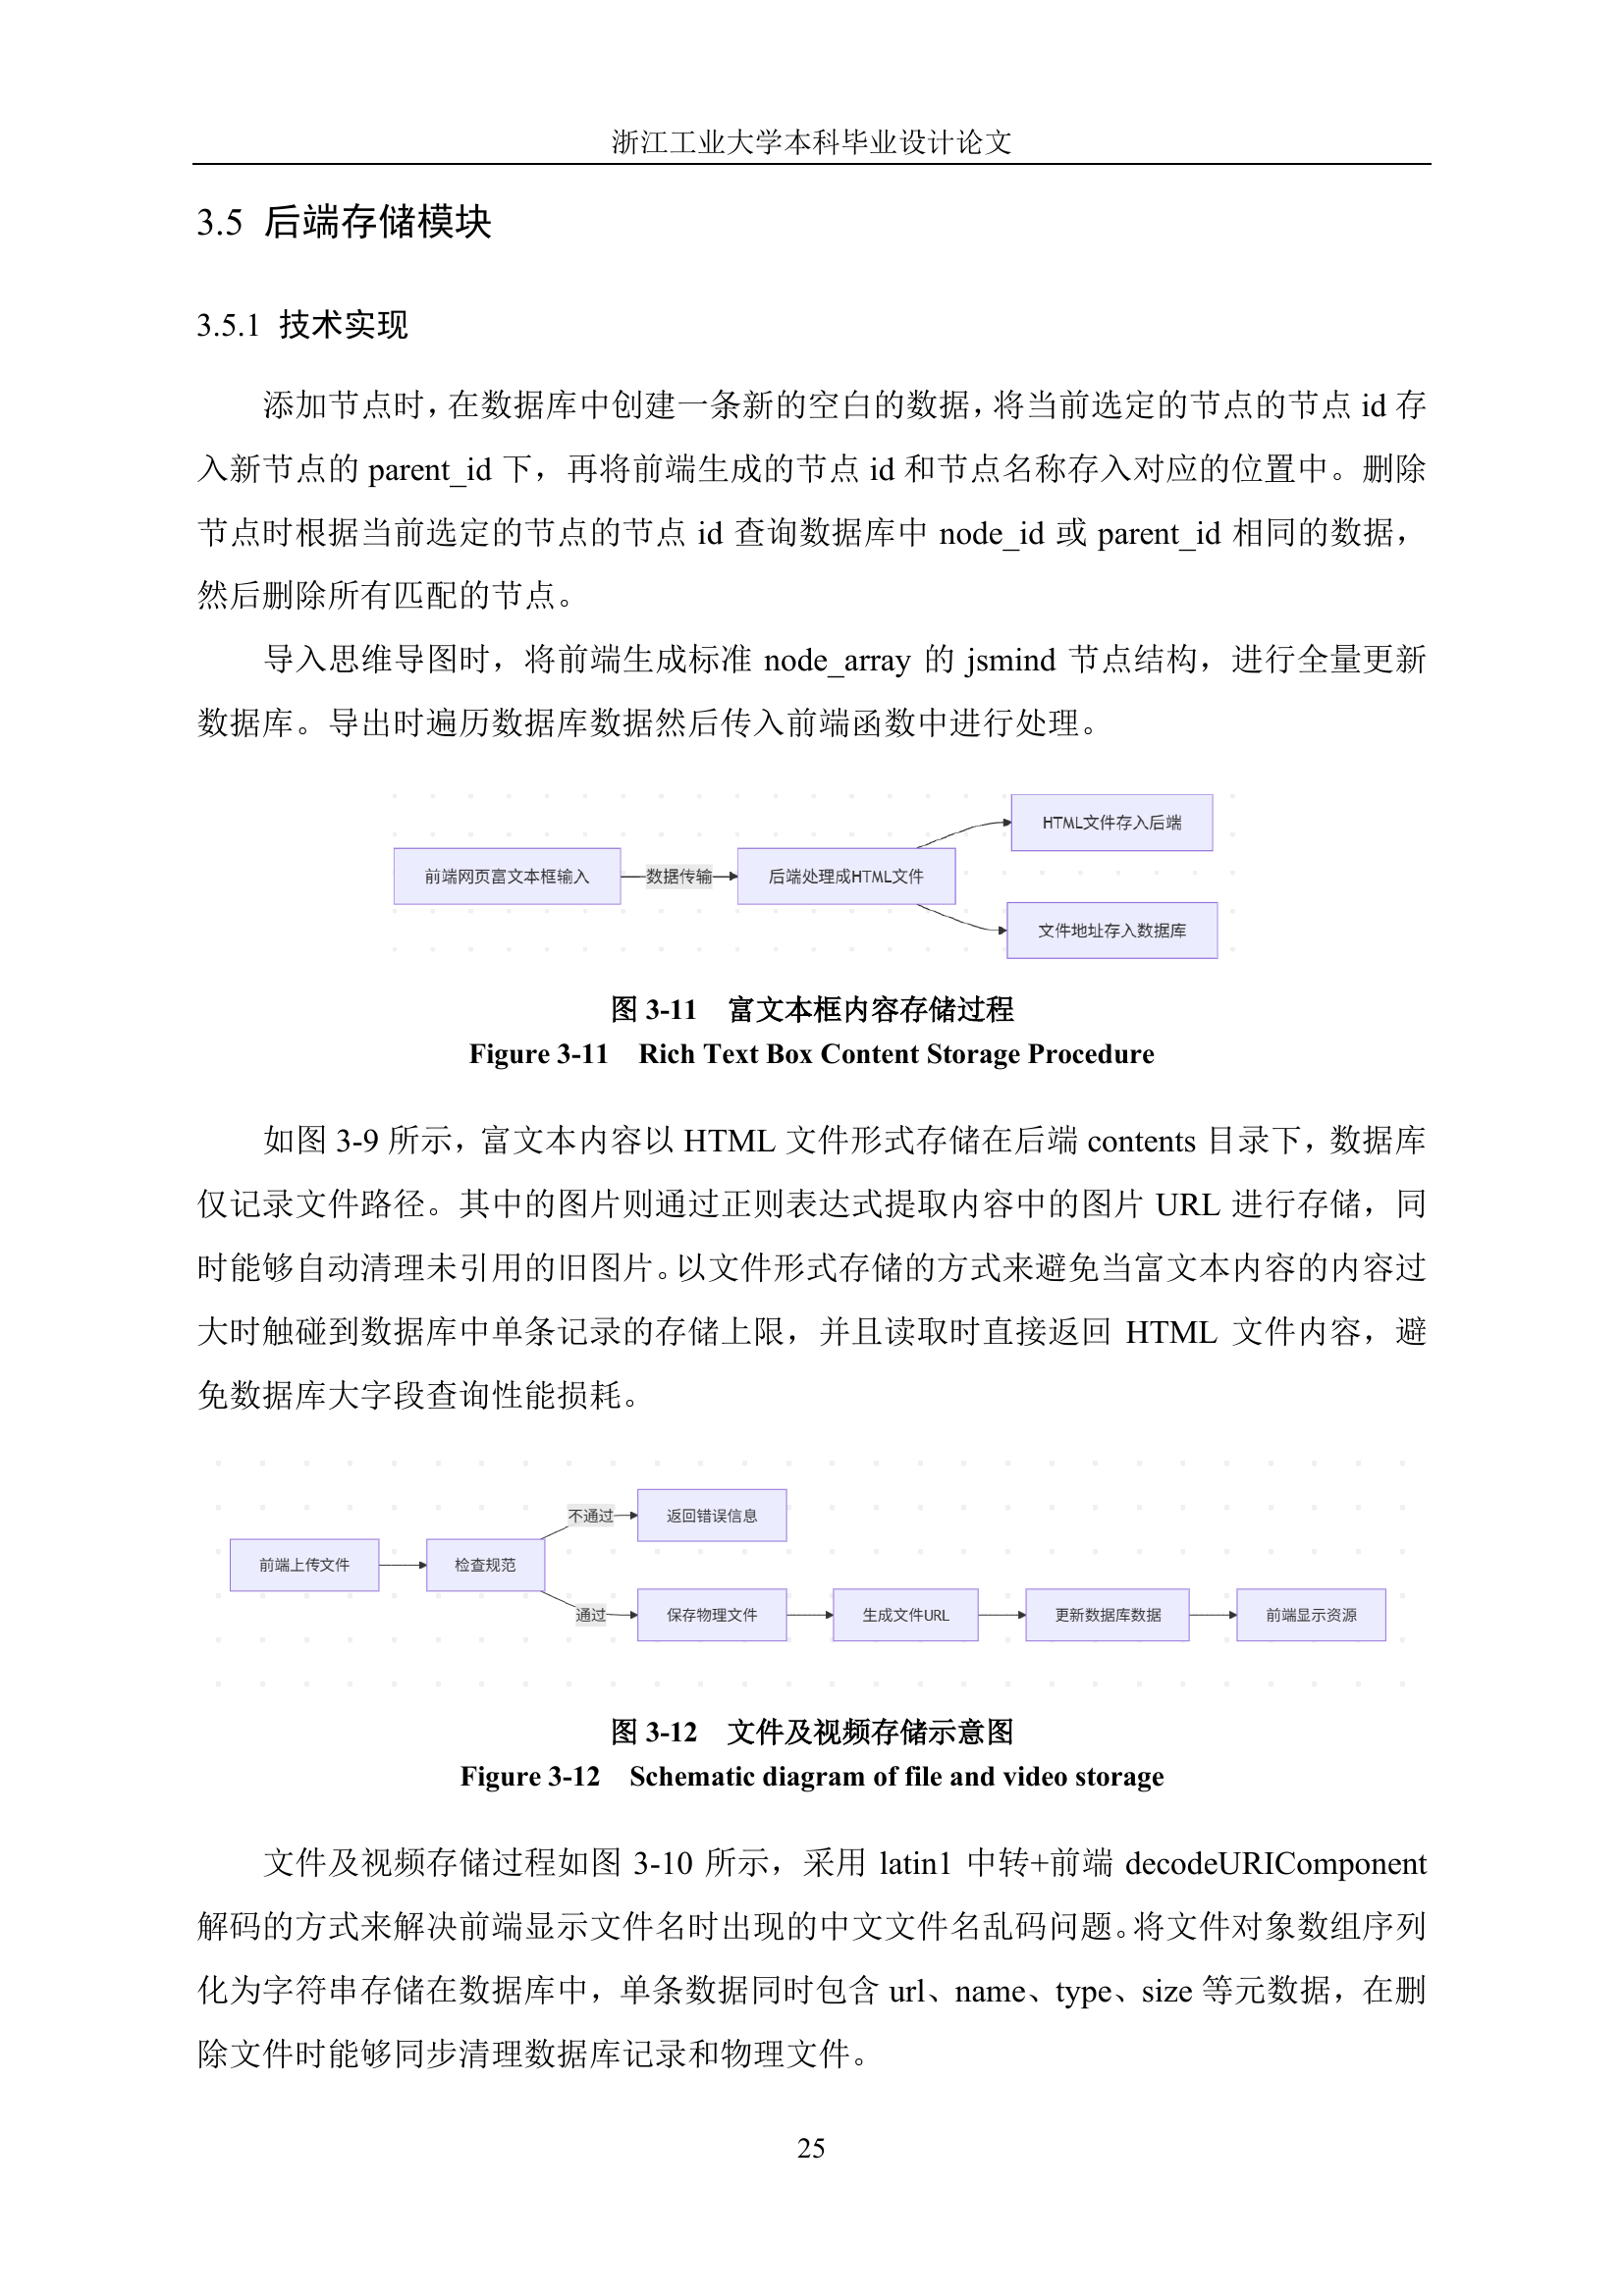 浙江工业大学本科毕业设计论文
3.5 后端存储模块
3.5.1 技术实现
添加节点时，在数据库中创建一条新的空白的数据，将当前选定的节点的节点 id 存
入新节点的 parent_id 下，再将前端生成的节点 id 和节点名称存入对应的位置中。删除
节点时根据当前选定的节点的节点 id 查询数据库中 node_id 或 parent_id 相同的数据，
然后删除所有匹配的节点。
导入思维导图时，将前端生成标准 node_array 的 jsmind 节点结构，进行全量更新
数据库。导出时遍历数据库数据然后传入前端函数中进行处理。
HTML文件存入后端
前端网页富文本框输入 数据传输 后端处理成HTML文件
文件地址存入数据库
图 3-11 富文本框内容存储过程
Figure 3-11 Rich Text Box Content Storage Procedure
如图 3-9 所示，富文本内容以 HTML 文件形式存储在后端 contents 目录下，数据库
仅记录文件路径。其中的图片则通过正则表达式提取内容中的图片 URL 进行存储，同
时能够自动清理未引用的旧图片。以文件形式存储的方式来避免当富文本内容的内容过
大时触碰到数据库中单条记录的存储上限，并且读取时直接返回 HTML 文件内容，避
免数据库大字段查询性能损耗。
不通过 返回错误信息
前端上传文件 检查规范
通过 保存物理文件 生成文件URL 更新数据库数据 前端显示资源
图 3-12 文件及视频存储示意图
Figure 3-12 Schematic diagram of file and video storage
文件及视频存储过程如图 3-10 所示，采用 latin1 中转+前端 decodeURIComponent
解码的方式来解决前端显示文件名时出现的中文文件名乱码问题。将文件对象数组序列
化为字符串存储在数据库中，单条数据同时包含 url、name、type、size 等元数据，在删
除文件时能够同步清理数据库记录和物理文件。
25